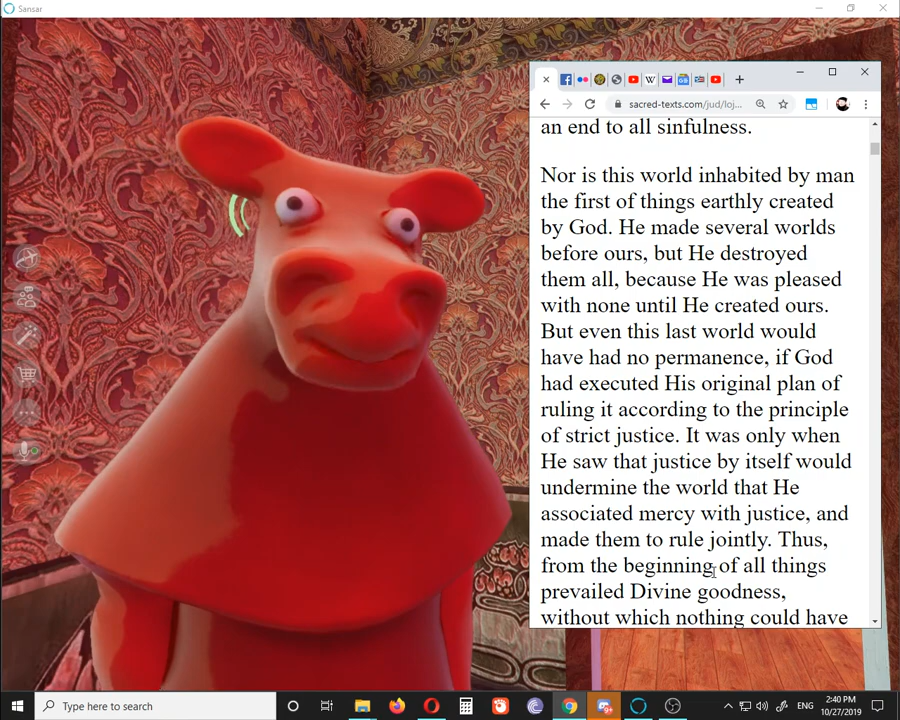 Sansar
sacred-texts.com/jud/loj...
an end to all sinfulness.
Nor is this world inhabited by man
the first of things earthly created
by God. He made several worlds
before ours, but He destroyed
them all, because He was pleased
with none until He created ours.
But even this last world would
have had no permanence, if God
had executed His original plan of
ruling it according to the principle
of strict justice. It was only when
He saw that justice by itself would
undermine the world that He
associated mercy with justice, and
made them to rule jointly. Thus,
from the beginning of all things
prevailed Divine goodness,
without which nothing could have
Type here to search
ENG
2:40 PM
10/27/2019